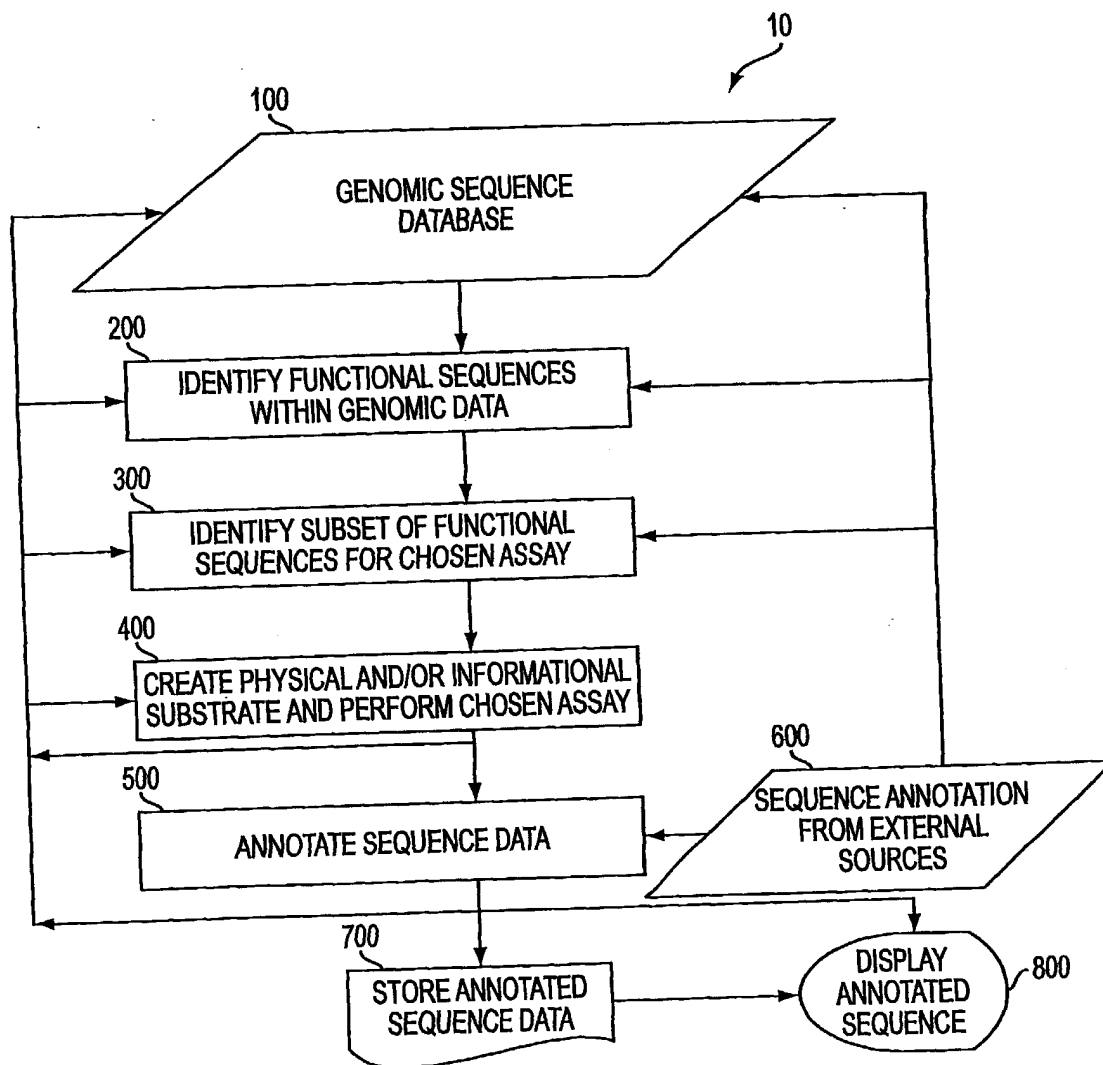 10
100
GENOMIC SEQUENCE
DATABASE
200
IDENTIFY FUNCTIONAL SEQUENCES
WITHIN GENOMIC DATA
300
IDENTIFY SUBSET OF FUNCTIONAL
SEQUENCES FOR CHOSEN ASSAY
400
CREATE PHYSICAL AND/OR INFORMATIONAL
SUBSTRATE AND PERFORM CHOSEN ASSAY
500
ANNOTATE SEQUENCE DATA
600
SEQUENCE ANNOTATION
FROM EXTERNAL
SOURCES
700
STORE ANNOTATED
SEQUENCE DATA
DISPLAY
ANNOTATED
SEQUENCE
800